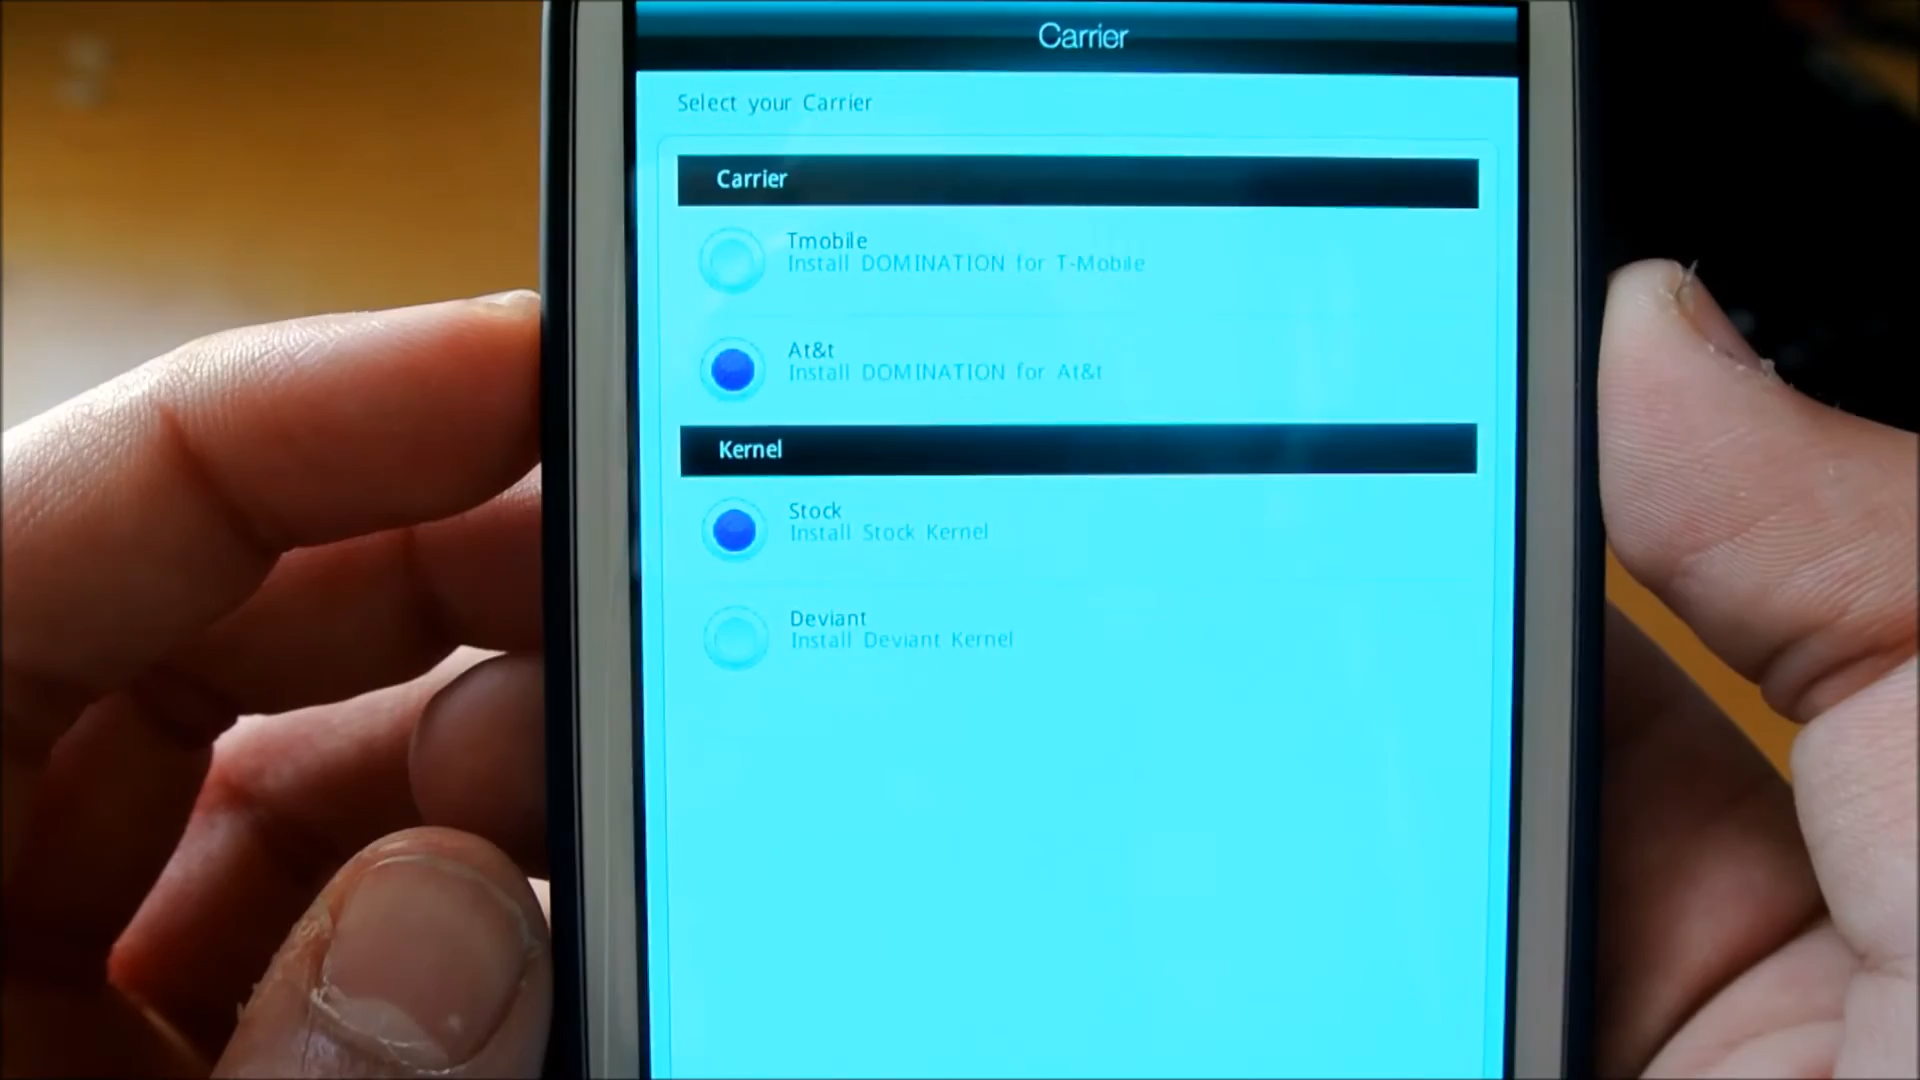 Carrier
Select your Carrier
Carrier
Tmobile
Install DOMINATION for T-Mobile
At&t
Install DOMINATION for At&t
Kernel
Stock
Install Stock Kernel
Deviant
Install Deviant Kernel